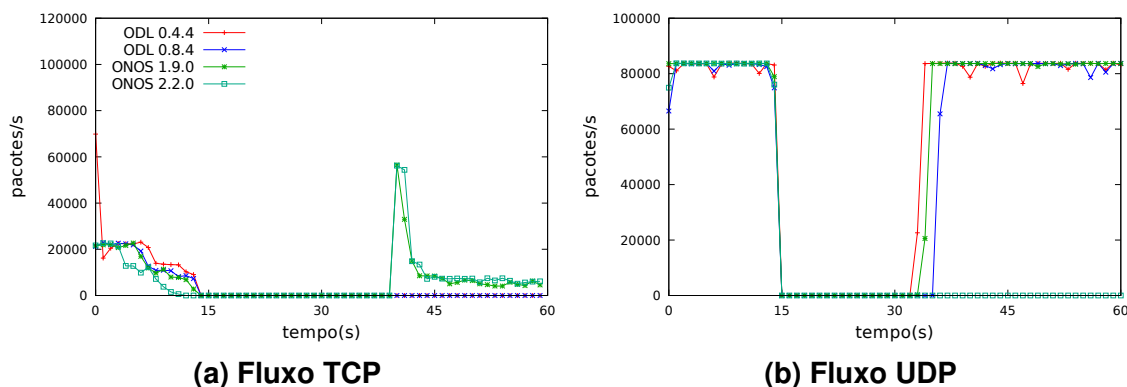 120000
100000
80000
60000
40000
20000
0
pacotes/s
ODL 0.4.4
ODL 0.8.4
ONOS 1.9.0
ONOS 2.2.0
0 15 30 45 60
tempo(s)
(a) Fluxo TCP
100000
80000
60000
40000
20000
0
pacotes/s
0 15 30 45 60
tempo(s)
(b) Fluxo UDP